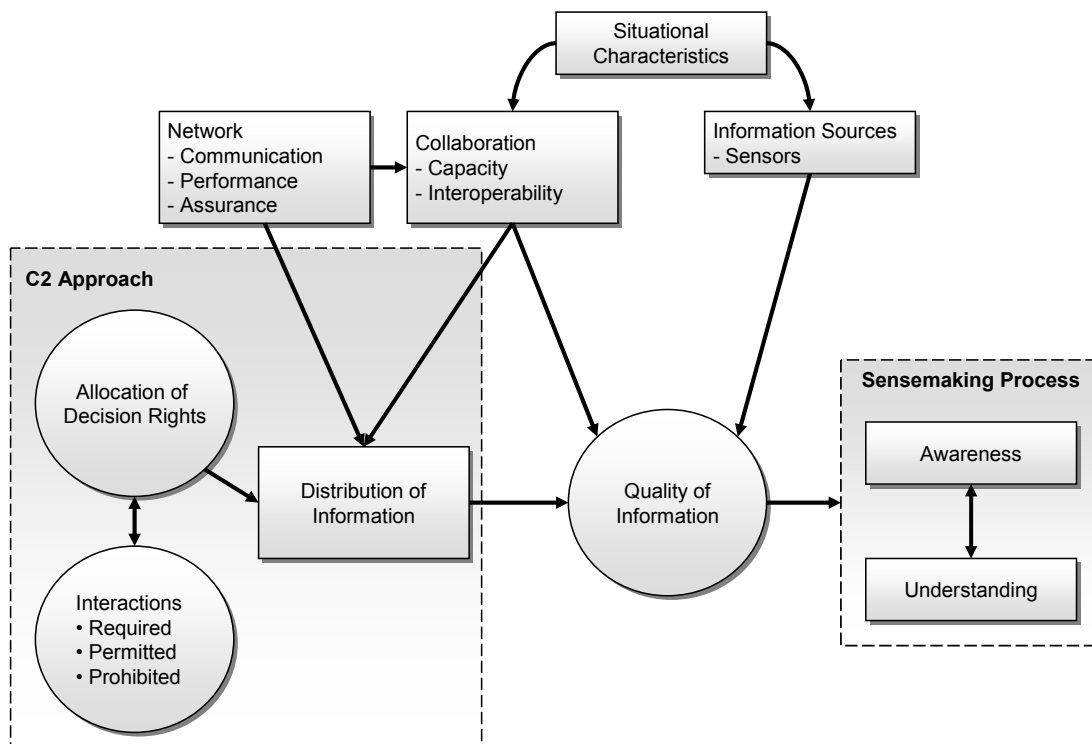 Situational
Characteristics
Network
- Communication
- Performance
- Assurance
Collaboration
- Capacity
- Interoperability
Information Sources
- Sensors
C2 Approach
Allocation of
Decision Rights
Distribution of
Information
Interactions
• Required
• Permitted
• Prohibited
Quality of
Information
Sensemaking Process
Awareness
Understanding